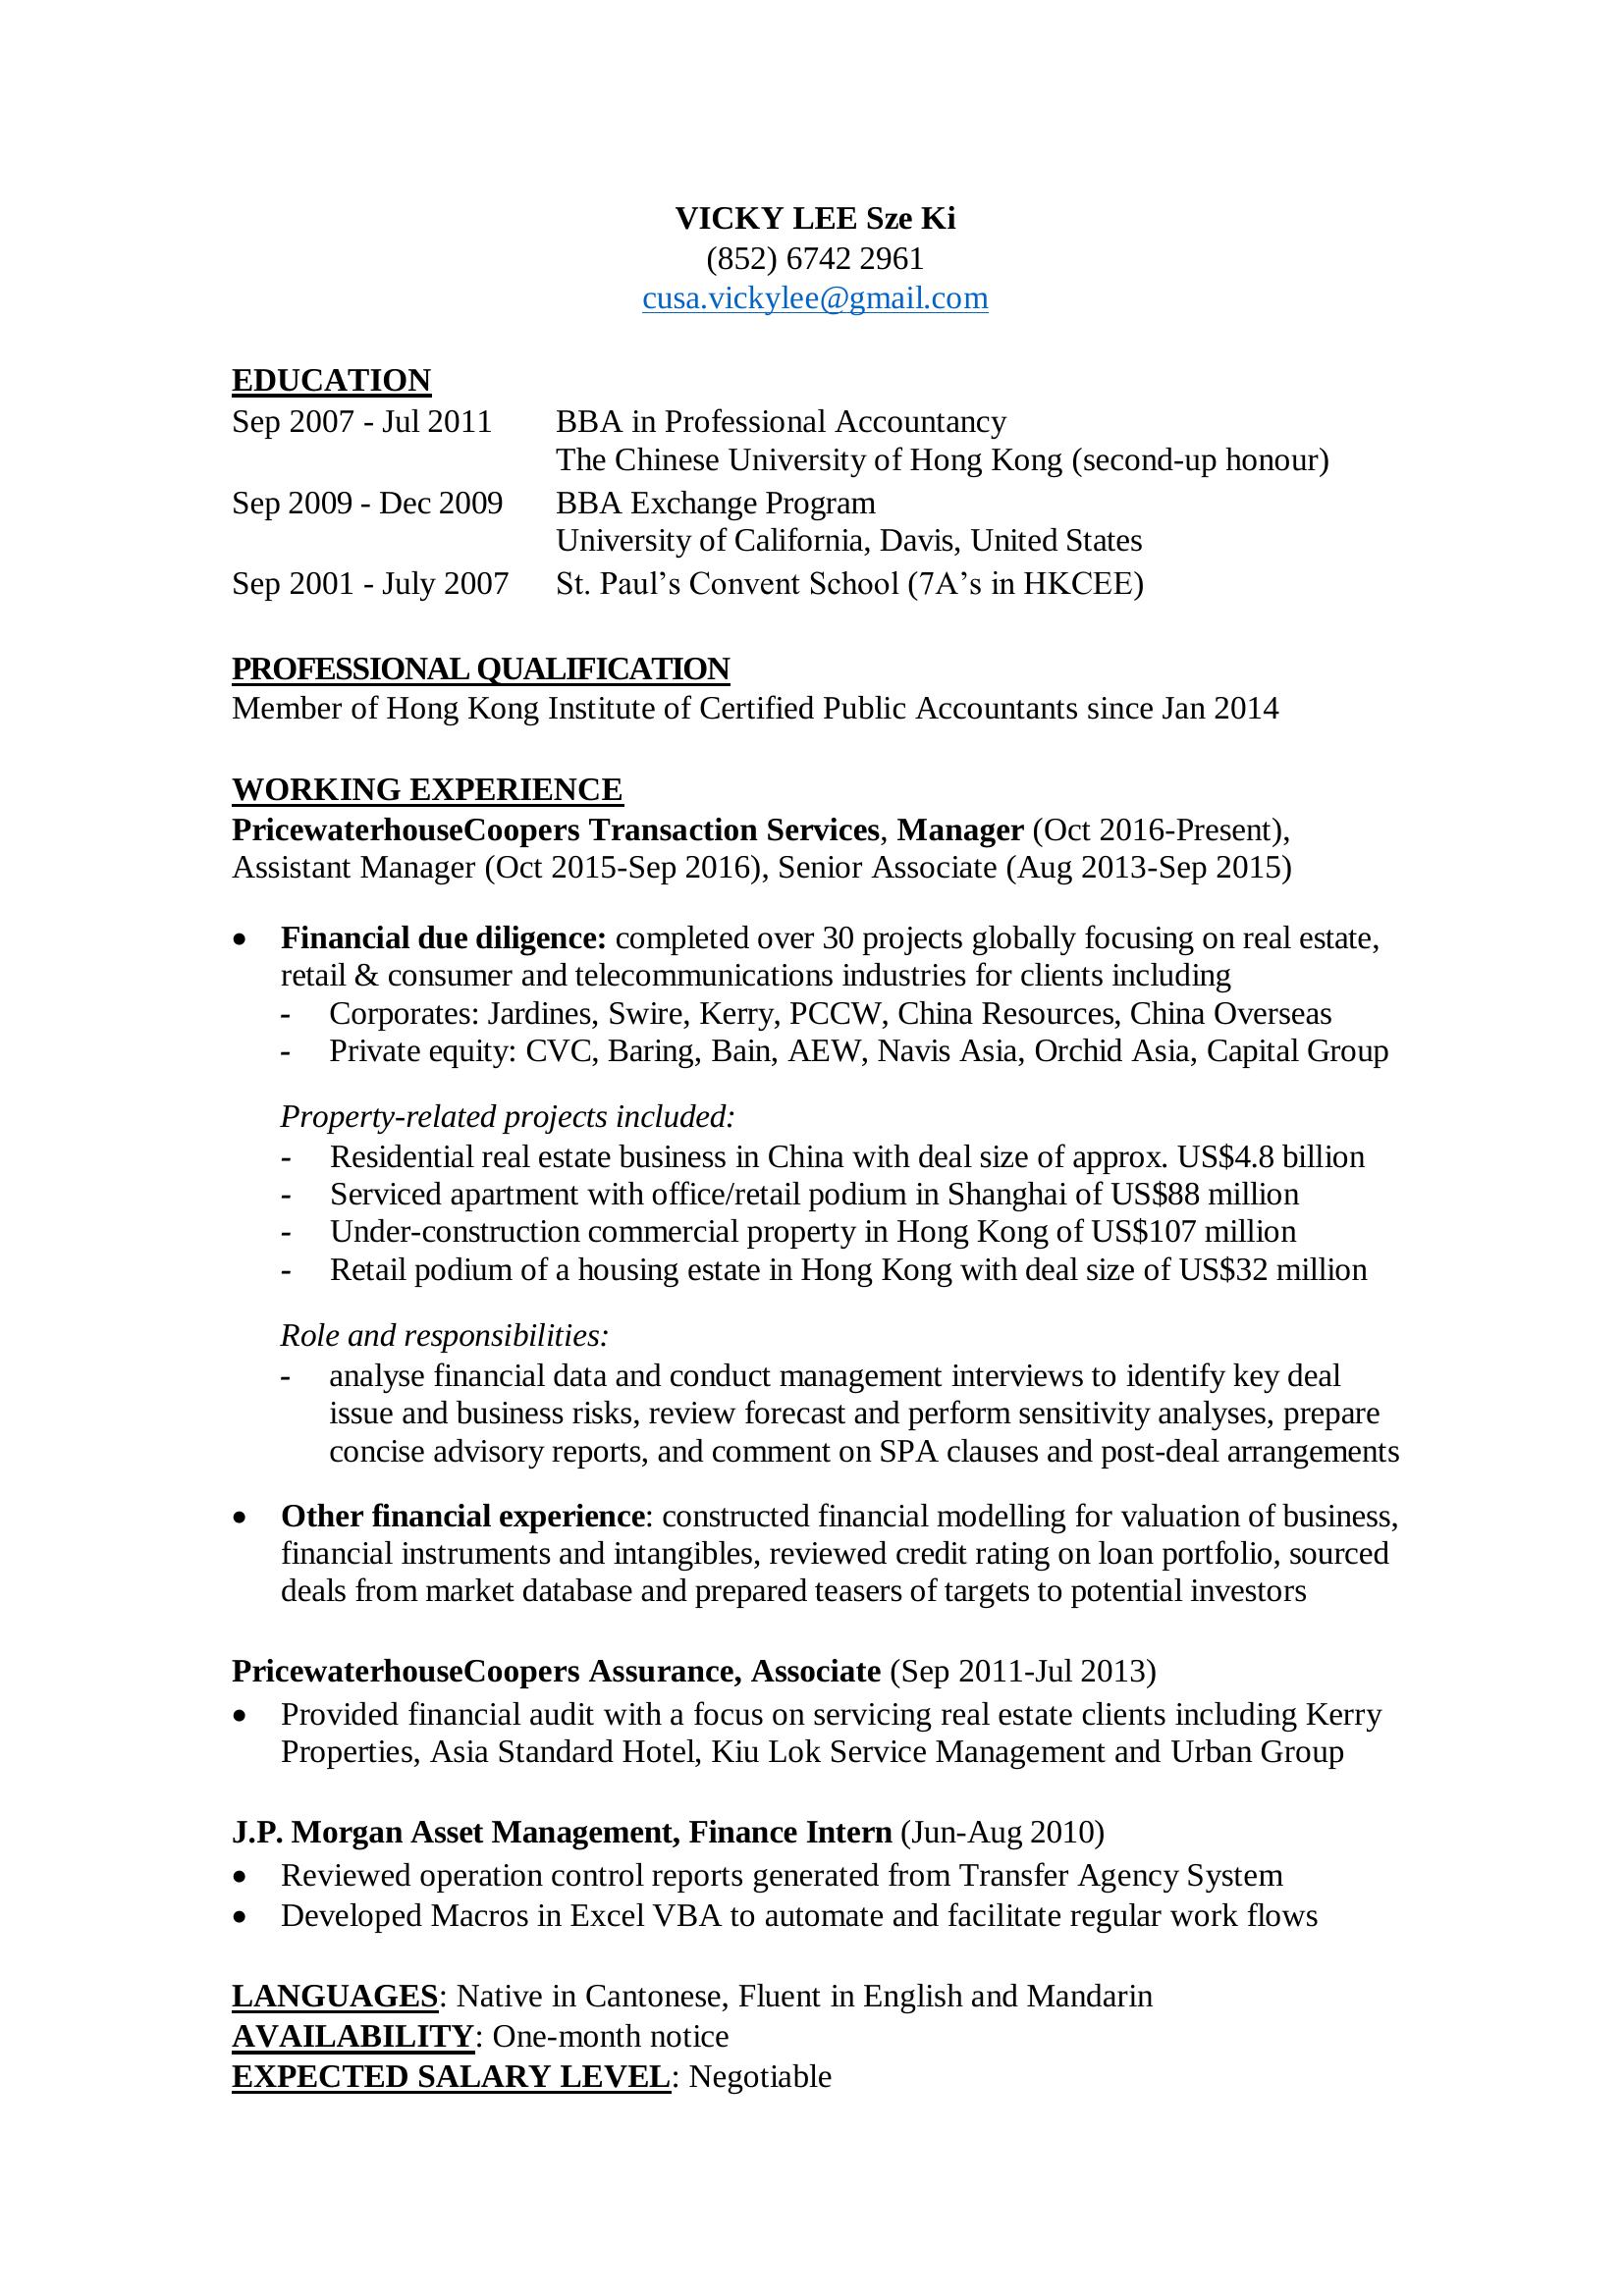 VICKY LEE Sze Ki
(852) 6742 2961
cusa.vickylee@gmail.com
EDUCATION
Sep 2007 - Jul 2011 BBA in Professional Accountancy
The Chinese University of Hong Kong (second-up honour)
Sep 2009 - Dec 2009 BBA Exchange Program
University of California, Davis, United States
Sep 2001 - July 2007 St. Paul’s Convent School (7A’s in HKCEE)
PROFESSIONAL QUALIFICATION
Member of Hong Kong Institute of Certified Public Accountants since Jan 2014
WORKING EXPERIENCE
PricewaterhouseCoopers Transaction Services, Manager (Oct 2016-Present),
Assistant Manager (Oct 2015-Sep 2016), Senior Associate (Aug 2013-Sep 2015)
• Financial due diligence: completed over 30 projects globally focusing on real estate,
retail & consumer and telecommunications industries for clients including
- Corporates: Jardines, Swire, Kerry, PCCW, China Resources, China Overseas
- Private equity: CVC, Baring, Bain, AEW, Navis Asia, Orchid Asia, Capital Group
Property-related projects included:
- Residential real estate business in China with deal size of approx. US$4.8 billion
- Serviced apartment with office/retail podium in Shanghai of US$88 million
- Under-construction commercial property in Hong Kong of US$107 million
- Retail podium of a housing estate in Hong Kong with deal size of US$32 million
Role and responsibilities:
- analyse financial data and conduct management interviews to identify key deal
issue and business risks, review forecast and perform sensitivity analyses, prepare
concise advisory reports, and comment on SPA clauses and post-deal arrangements
• Other financial experience: constructed financial modelling for valuation of business,
financial instruments and intangibles, reviewed credit rating on loan portfolio, sourced
deals from market database and prepared teasers of targets to potential investors
PricewaterhouseCoopers Assurance, Associate (Sep 2011-Jul 2013)
• Provided financial audit with a focus on servicing real estate clients including Kerry
Properties, Asia Standard Hotel, Kiu Lok Service Management and Urban Group
J.P. Morgan Asset Management, Finance Intern (Jun-Aug 2010)
• Reviewed operation control reports generated from Transfer Agency System
• Developed Macros in Excel VBA to automate and facilitate regular work flows
LANGUAGES: Native in Cantonese, Fluent in English and Mandarin
AVAILABILITY: One-month notice
EXPECTED SALARY LEVEL: Negotiable